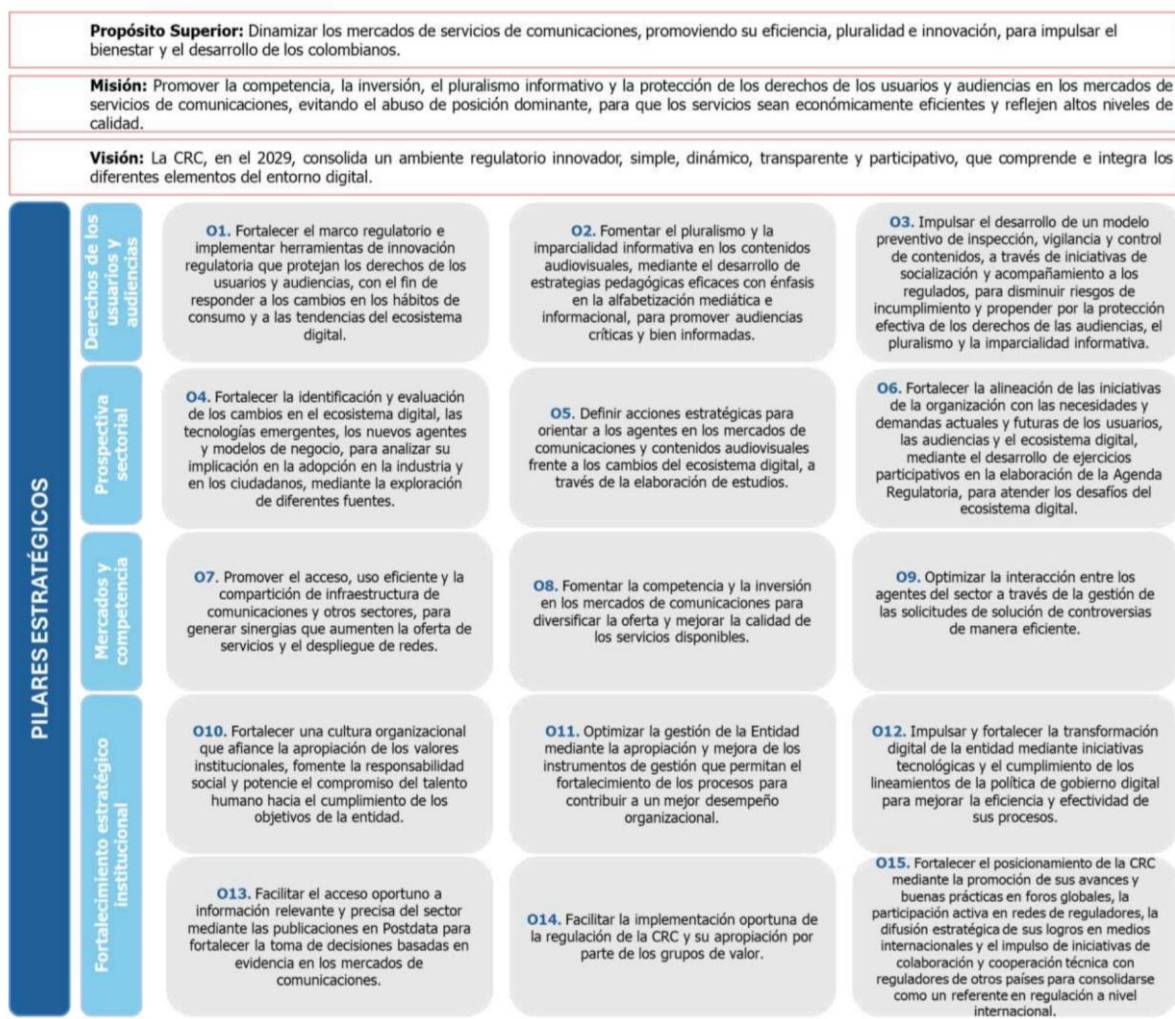 Propósito Superior: Dinamizar los mercados de servicios de comunicaciones, promoviendo su eficiencia, pluralidad e innovación, para impulsar el
bienestar y el desarrollo de los colombianos.
Misión: Promover la competencia, la inversión, el pluralismo informativo y la protección de los derechos de los usuarios y audiencias en los mercados de
servicios de comunicaciones, evitando el abuso de posición dominante, para que los servicios sean económicamente eficientes y reflejen altos niveles de
calidad.
Visión: La CRC, en el 2029, consolida un ambiente regulatorio innovador, simple, dinámico, transparente y participativo, que comprende e integra los
diferentes elementos del entorno digital.
PILARES ESTRATÉGICOS
Derechos de los
usuarios y
audiencias
O1. Fortalecer el marco regulatorio e
implementar herramientas de innovación
regulatoria que protejan los derechos de los
usuarios y audiencias, con el fin de
responder a los cambios en los hábitos de
consumo y a las tendencias del ecosistema
digital.
O2. Fomentar el pluralismo y la
imparcialidad informativa en los contenidos
audiovisuales, mediante el desarrollo de
estrategias pedagógicas eficaces con énfasis
en la alfabetización mediática e
informacional, para promover audiencias
críticas y bien informadas.
O3. Impulsar el desarrollo de un modelo
preventivo de inspección, vigilancia y control
de contenidos, a través de iniciativas de
socialización y acompañamiento a los
regulados, para disminuir riesgos de
incumplimiento y propender por la protección
efectiva de los derechos de las audiencias, el
pluralismo y la imparcialidad informativa.
Prospectiva
sectorial
O4. Fortalecer la identificación y evaluación
de los cambios en el ecosistema digital, las
tecnologías emergentes, los nuevos agentes
y modelos de negocio, para analizar su
implicación en la adopción en la industria y
en los ciudadanos, mediante la exploración
de diferentes fuentes.
O5. Definir acciones estratégicas para
orientar a los agentes en los mercados de
comunicaciones y contenidos audiovisuales
frente a los cambios del ecosistema digital, a
través de la elaboración de estudios.
O6. Fortalecer la alineación de las iniciativas
de la organización con las necesidades y
demandas actuales y futuras de los usuarios,
las audiencias y el ecosistema digital,
mediante el desarrollo de ejercicios
participativos en la elaboración de la Agenda
Regulatoria, para atender los desafíos del
ecosistema digital.
Mercados y
competencia
O7. Promover el acceso, uso eficiente y la
compartición de infraestructura de
comunicaciones y otros sectores, para
generar sinergias que aumenten la oferta de
servicios y el despliegue de redes.
O8. Fomentar la competencia y la inversión
en los mercados de comunicaciones para
diversificar la oferta y mejorar la calidad de
los servicios disponibles.
O9. Optimizar la interacción entre los
agentes del sector a través de la gestión de
las solicitudes de solución de controversias
de manera eficiente.
Fortalecimiento estratégico
institucional
O10. Fortalecer una cultura organizacional
que afiance la apropiación de los valores
institucionales, fomente la responsabilidad
social y potencie el compromiso del talento
humano hacia el cumplimiento de los
objetivos de la entidad.
O11. Optimizar la gestión de la Entidad
mediante la apropiación y mejora de los
instrumentos de gestión que permitan el
fortalecimiento de los procesos para
contribuir a un mejor desempeño
organizacional.
O12. Impulsar y fortalecer la transformación
digital de la entidad mediante iniciativas
tecnológicas y el cumplimiento de los
lineamientos de la política de gobierno digital
para mejorar la eficiencia y efectividad de
sus procesos.
O13. Facilitar el acceso oportuno a
información relevante y precisa del sector
mediante las publicaciones en Postdata para
fortalecer la toma de decisiones basadas en
evidencia en los mercados de
comunicaciones.
O14. Facilitar la implementación oportuna de
la regulación de la CRC y su apropiación por
parte de los grupos de valor.
O15. Fortalecer el posicionamiento de la CRC
mediante la promoción de sus avances y
buenas prácticas en foros globales, la
participación activa en redes de reguladores, la
difusión estratégica de sus logros en medios
internacionales y el impulso de iniciativas de
colaboración y cooperación técnica con
reguladores de otros países para consolidarse
como un referente en regulación a nivel
internacional.